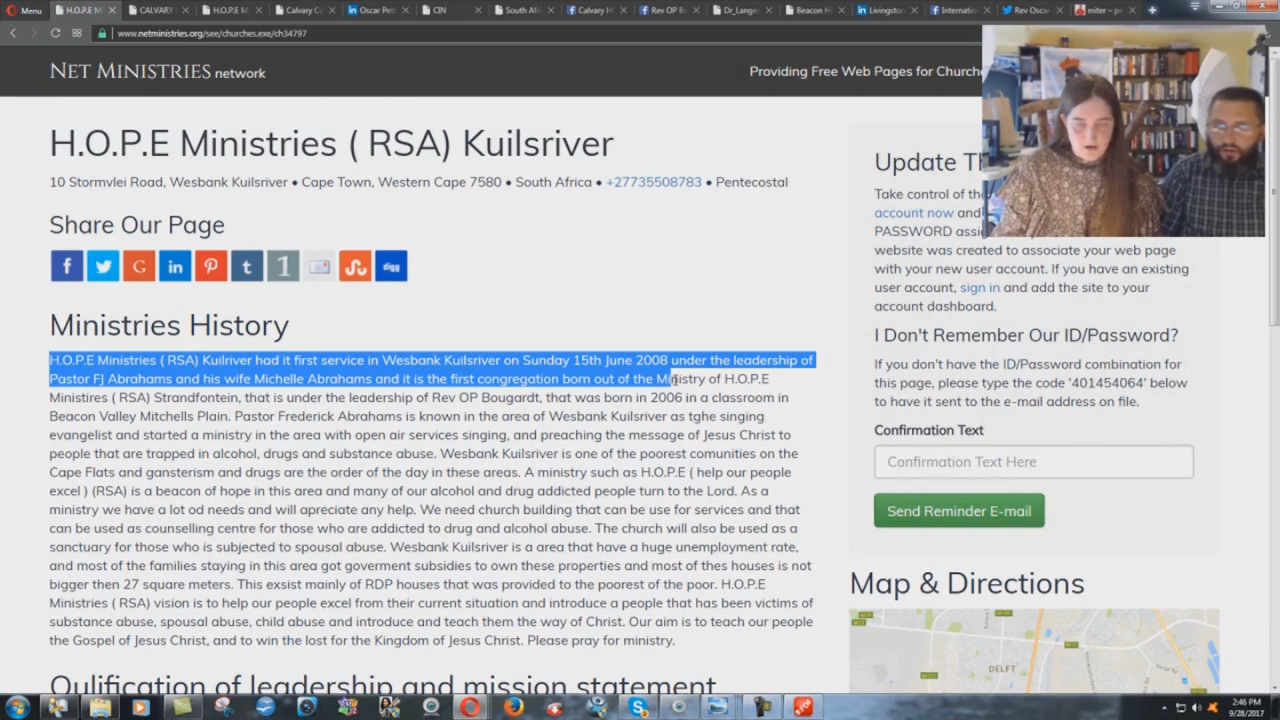 Menu
H.O.P.E M
CALVARY
H.O.P.E M
Calvary Co
Oscar Pet
CIN
South Afr
Calvary H
Rev OP B
Dr_Lange
Beacon H
Livingston
Internati
Rev Osca
miter – p
www.netministries.org/see/churches.exe/ch34797
NET MINISTRIES network
Providing Free Web Pages for Churche
H.O.P.E Ministries ( RSA) Kuilsriver
10 Stormvlei Road, Wesbank Kuilsriver • Cape Town, Western Cape 7580 • South Africa • +27735508783 • Pentecostal
Share Our Page
Ministries History
H.O.P.E Ministries ( RSA) Kuilriver had it first service in Wesbank Kuilsriver on Sunday 15th June 2008 under the leadership of
Pastor FJ Abrahams and his wife Michelle Abrahams and it is the first congregation born out of the Ministry of H.O.P.E
Ministires ( RSA) Strandfontein, that is under the leadership of Rev OP Bougardt, that was born in 2006 in a classroom in
Beacon Valley Mitchells Plain. Pastor Frederick Abrahams is known in the area of Wesbank Kuilsriver as tghe singing
evangelist and started a ministry in the area with open air services singing, and preaching the message of Jesus Christ to
people that are trapped in alcohol, drugs and substance abuse. Wesbank Kuilsriver is one of the poorest comunities on the
Cape Flats and gansterism and drugs are the order of the day in these areas. A ministry such as H.O.P.E ( help our people
excel ) (RSA) is a beacon of hope in this area and many of our alcohol and drug addicted people turn to the Lord. As a
ministry we have a lot od needs and will apreciate any help. We need church building that can be use for services and that
can be used as counselling centre for those who are addicted to drug and alcohol abuse. The church will also be used as a
sanctuary for those who is subjected to spousal abuse. Wesbank Kuilsriver is a area that have a huge unemployment rate,
and most of the families staying in this area got goverment subsidies to own these properties and most of thes houses is not
bigger then 27 square meters. This exsist mainly of RDP houses that was provided to the poorest of the poor. H.O.P.E
Ministries ( RSA) vision is to help our people excel from their current situation and introduce a people that has been victims of
substance abuse, spousal abuse, child abuse and introduce and teach them the way of Christ. Our aim is to teach our people
the Gospel of Jesus Christ, and to win the lost for the Kingdom of Jesus Christ. Please pray for ministry.
Qulification of leadership and mission statement
Update Th
Take control of th
account now and
PASSWORD assig
website was created to associate your web page
with your new user account. If you have an existing
user account, sign in and add the site to your
account dashboard.
I Don't Remember Our ID/Password?
If you don't have the ID/Password combination for
this page, please type the code '401454064' below
to have it sent to the e-mail address on file.
Confirmation Text
Confirmation Text Here
Send Reminder E-mail
Map & Directions
DELFT
2:46 PM
9/28/2017